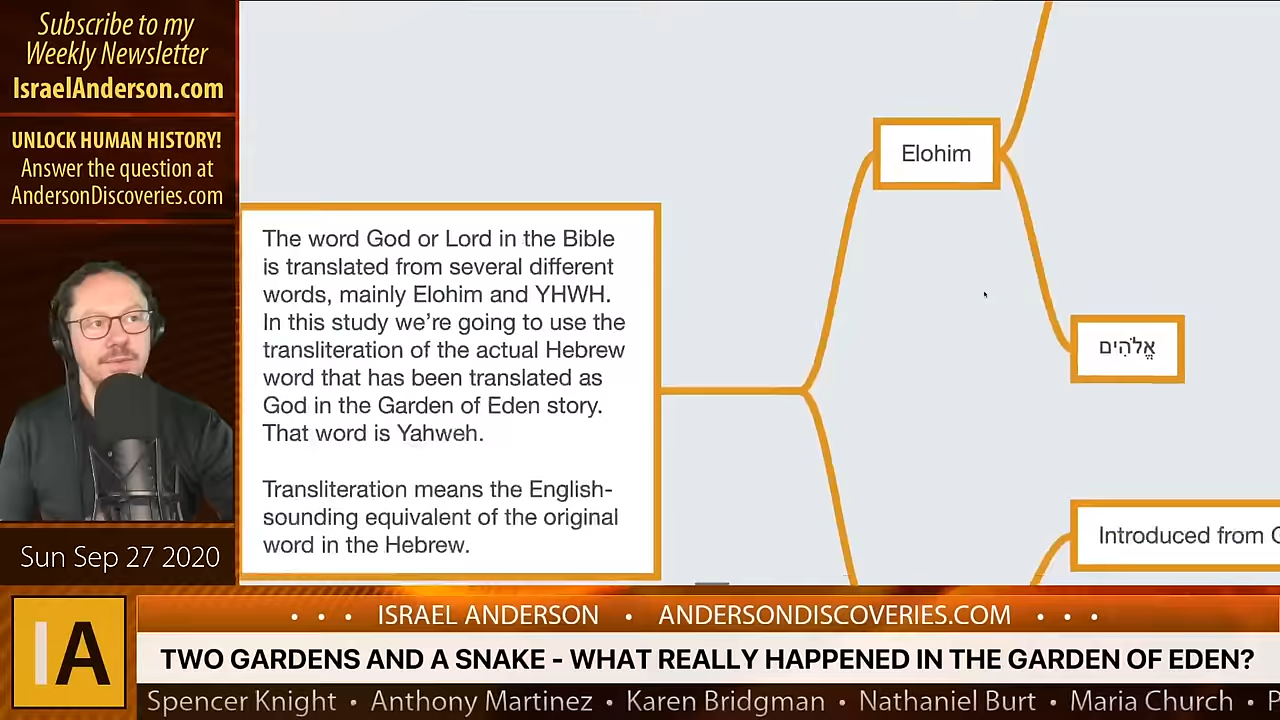 Subscribe to my
Weekly Newsletter
IsraelAnderson.com
UNLOCK HUMAN HISTORY!
Answer the question at
AndersonDiscoveries.com
The word God or Lord in the Bible
is translated from several different
words, mainly Elohim and YHWH.
In this study we’re going to use the
transliteration of the actual Hebrew
word that has been translated as
God in the Garden of Eden story.
That word is Yahweh.
Transliteration means the English-
sounding equivalent of the original
word in the Hebrew.
Elohim
אֱלֹהִים
Introduced from G
Sun Sep 27 2020
IA
• • • ISRAEL ANDERSON • ANDERSONDISCOVERIES.COM • • •
TWO GARDENS AND A SNAKE - WHAT REALLY HAPPENED IN THE GARDEN OF EDEN?
Spencer Knight • Anthony Martinez • Karen Bridgman • Nathaniel Burt • Maria Church • P